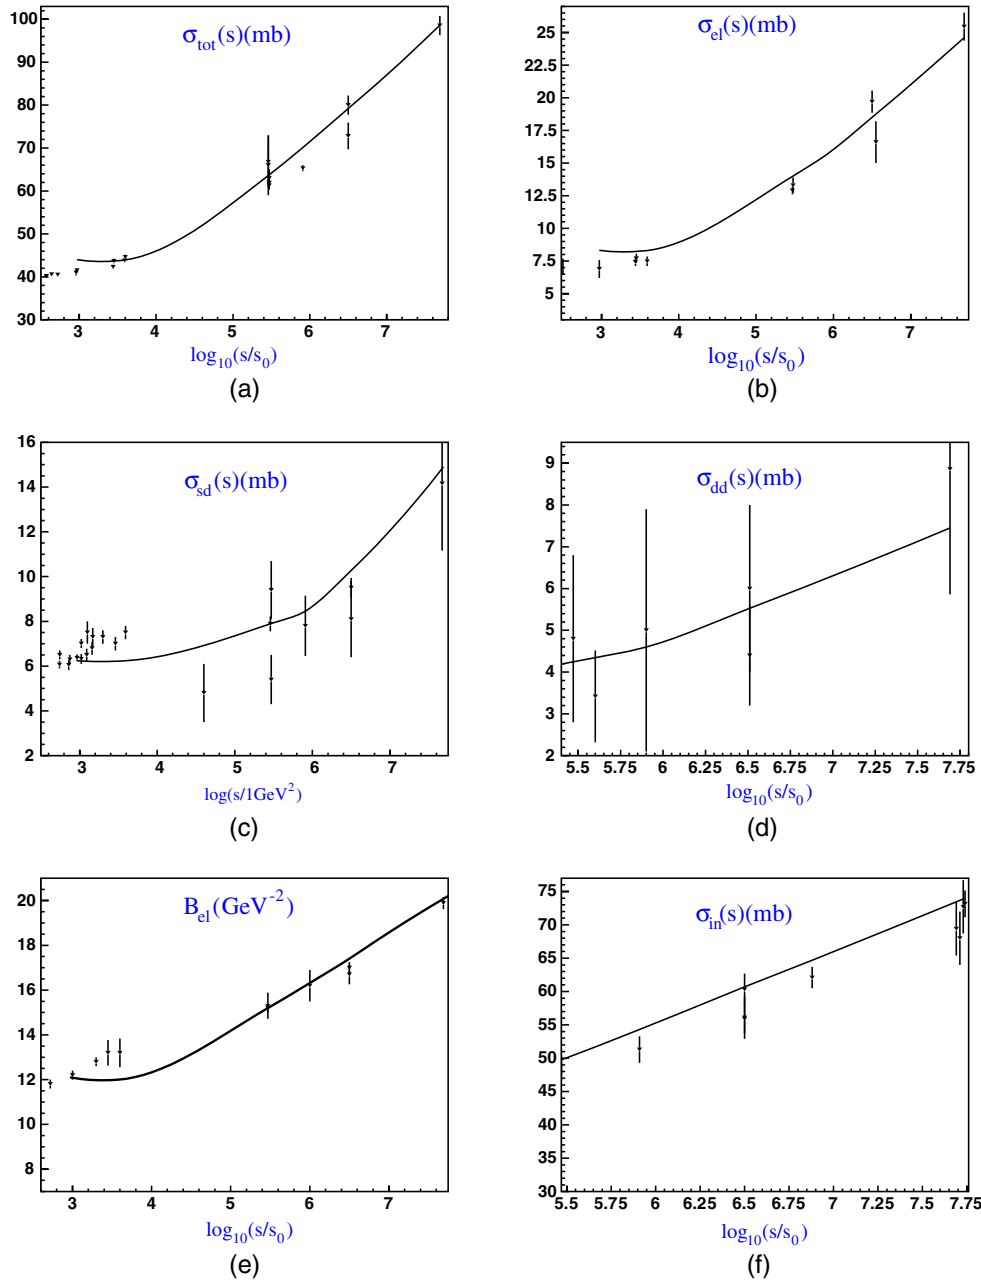 σ_tot(s)(mb)
100
90
80
70
60
50
40
30
3 4 5 6 7
log₁₀(s/s₀)
(a)
σ_el(s)(mb)
25
22.5
20
17.5
15
12.5
10
7.5
5
3 4 5 6 7
log₁₀(s/s₀)
(b)
σ_sd(s)(mb)
16
14
12
10
8
6
4
2
3 4 5 6 7
log(s/1GeV²)
(c)
σ_dd(s)(mb)
9
8
7
6
5
4
3
2
5.5 5.75 6 6.25 6.5 6.75 7 7.25 7.5 7.75
log₁₀(s/s₀)
(d)
B_el(GeV⁻²)
20
18
16
14
12
10
8
3 4 5 6 7
log₁₀(s/s₀)
(e)
σ_in(s)(mb)
75
70
65
60
55
50
45
40
35
30
5.5 5.75 6 6.25 6.5 6.75 7 7.25 7.5 7.75
log₁₀(s/s₀)
(f)